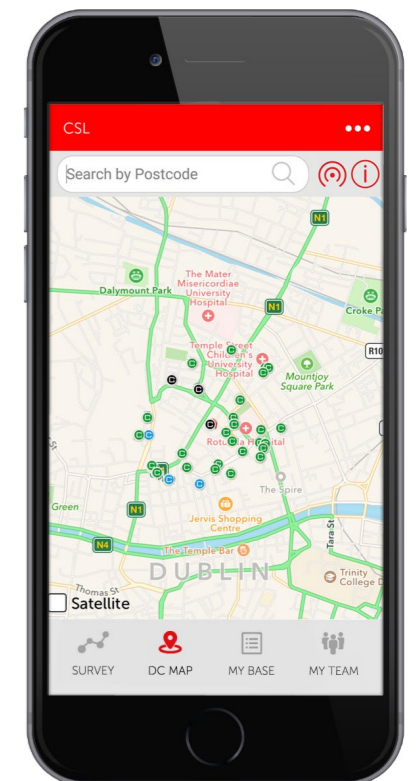 CSL
Search by Postcode
N1
The Mater
Misericordiae
University
Hospital
Dalymount Park
N1
Croke P
Temple Street
Children's
University
Hospital
R10
Mountjoy
Square Park
Rotunda Hospital
The Spire
Green
N1
Jervis Shopping
Centre
N4
The Temple Bar
Tara St
DUBLIN
Trinity
College D
Thomas St
Satellite
SURVEY
DC MAP
MY BASE
MY TEAM